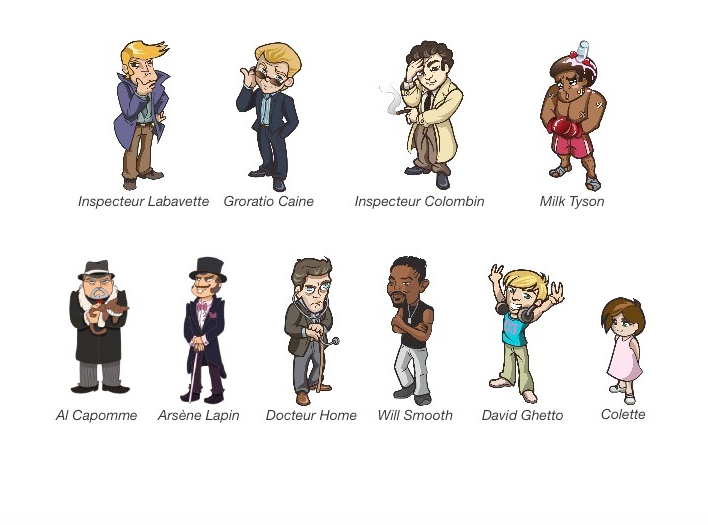 Inspecteur Labavette
Groratio Caine
Inspecteur Colombin
Milk Tyson
Al Capomme
Arsène Lapin
Docteur Home
Will Smooth
David Ghetto
Colette